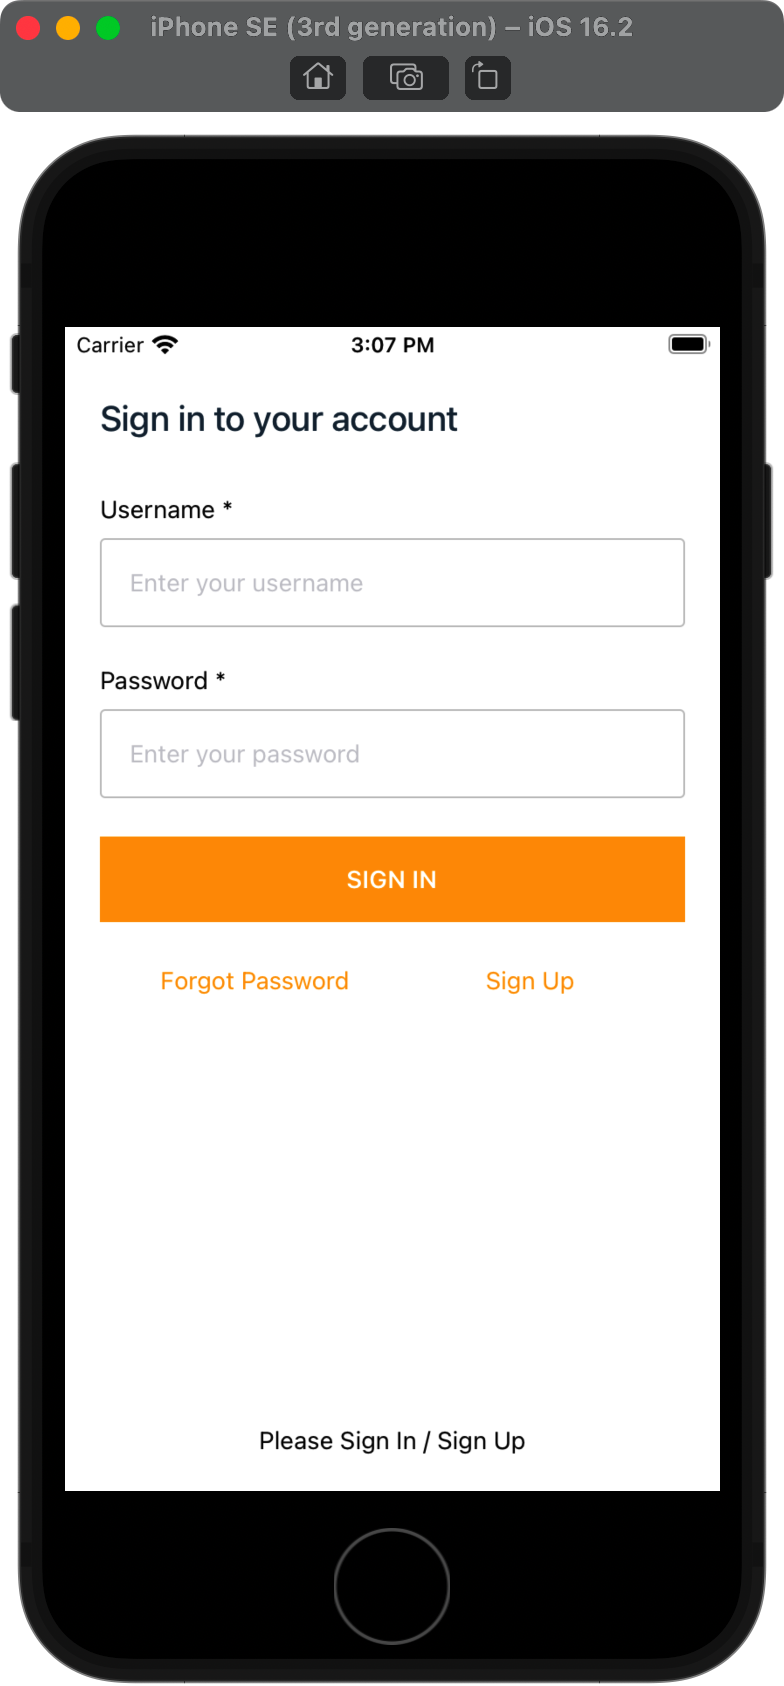 iPhone SE (3rd generation) – iOS 16.2
Carrier 3:07 PM
Sign in to your account
Username *
Enter your username
Password *
Enter your password
SIGN IN
Forgot Password Sign Up
Please Sign In / Sign Up